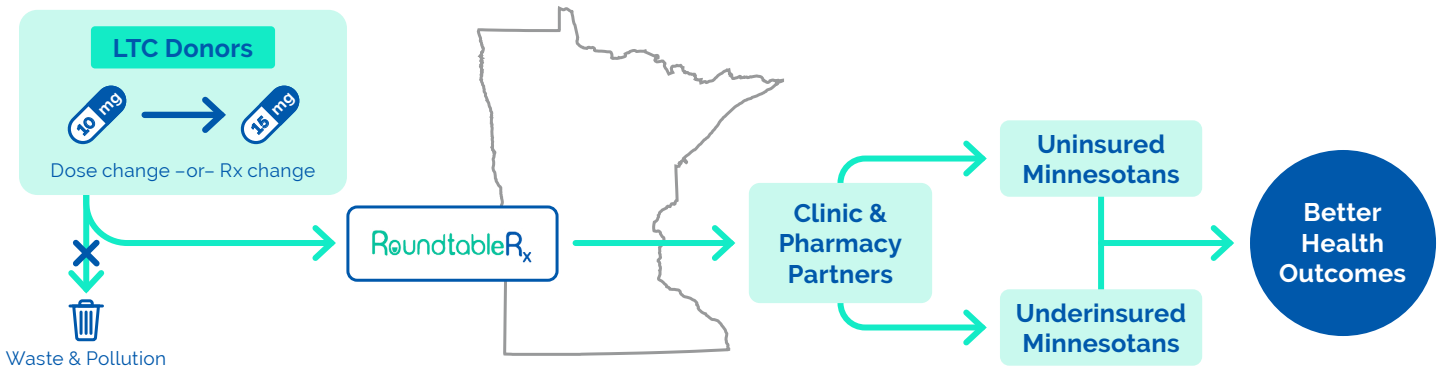 LTC Donors
10 mg
15 mg
Dose change –or– Rx change
Waste & Pollution
RoundtableRx
Clinic &
Pharmacy
Partners
Uninsured
Minnesotans
Underinsured
Minnesotans
Better
Health
Outcomes